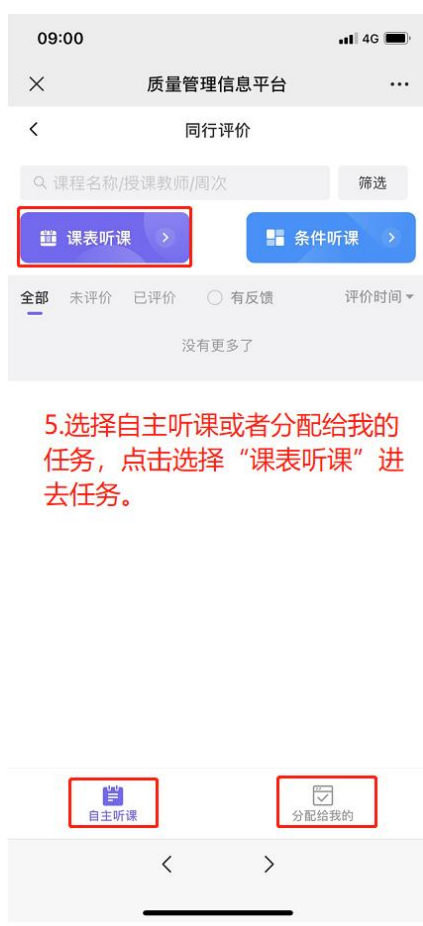 09:00 4G
质量管理信息平台
同行评价
课程名称/授课教师/周次 筛选
课表听课 条件听课
全部 未评价 已评价 有反馈 评价时间
没有更多了
5.选择自主听课或者分配给我的
任务，点击选择“课表听课”进
去任务。
自主听课 分配给我的